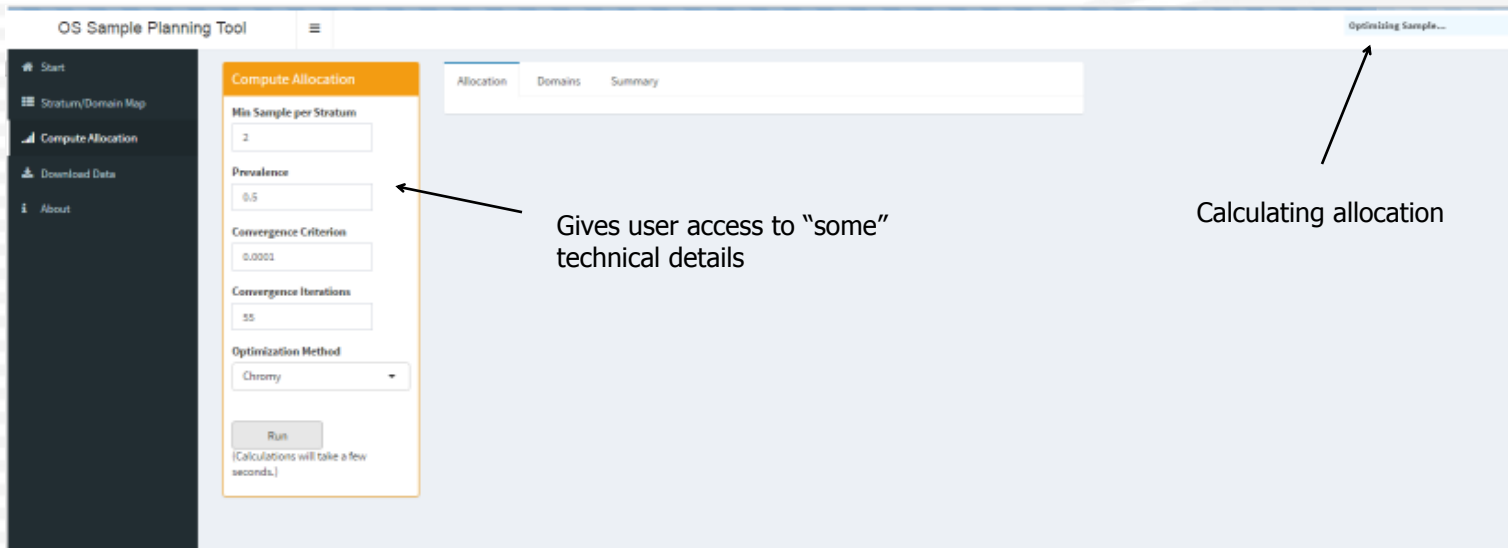 OS Sample Planning Tool
Optimizing Sample...
Start
Stratum/Domain Map
Compute Allocation
Download Data
About
Compute Allocation
Min Sample per Stratum
2
Prevalence
0.5
Convergence Criterion
0.0001
Convergence Iterations
55
Optimization Method
Chromy
Run
(Calculations will take a few
seconds.)
Allocation Domains Summary
Gives user access to “some”
technical details
Calculating allocation